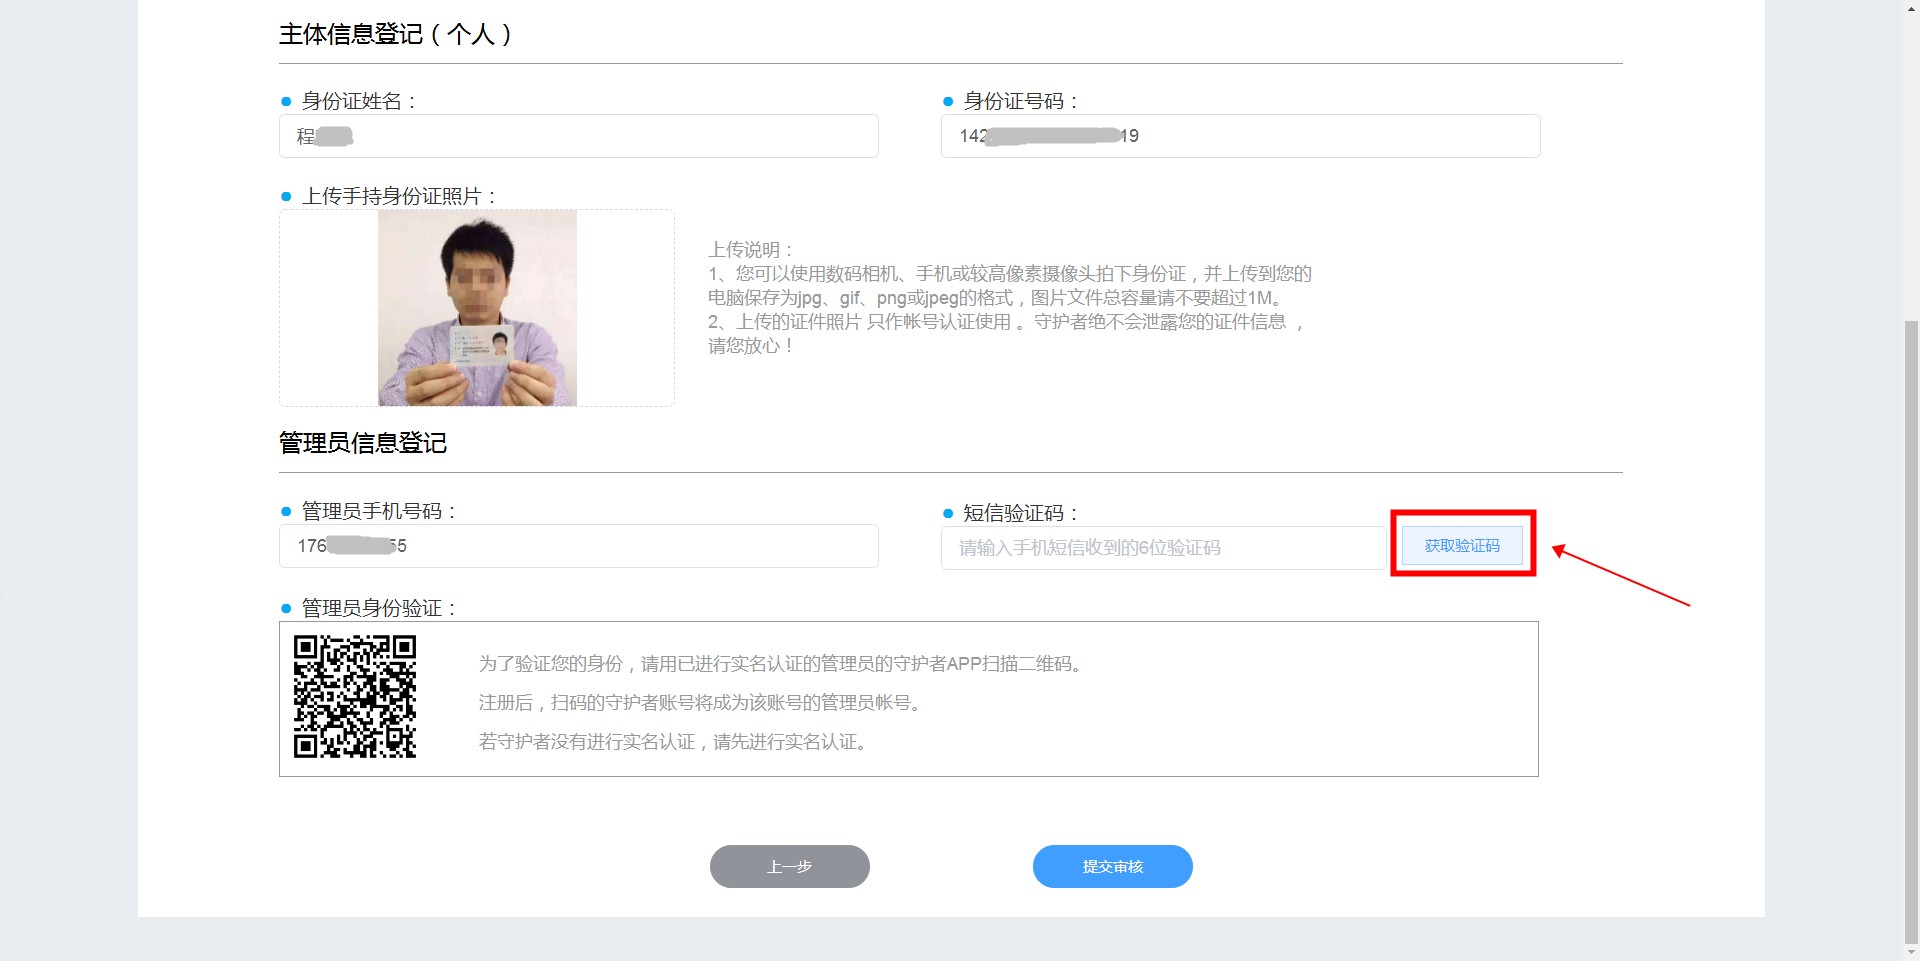 主体信息登记（个人）
身份证姓名：
身份证号码：
程
142 19
上传手持身份证照片：
上传说明：
1、您可以使用数码相机、手机或较高像素摄像头拍下身份证，并上传到您的
电脑保存为jpg、gif、png或jpeg的格式，图片文件总容量请不要超过1M。
2、上传的证件照片 只作帐号认证使用 。守护者绝不会泄露您的证件信息 ，
请您放心！
管理员信息登记
管理员手机号码：
短信验证码：
176 55
请输入手机短信收到的6位验证码
获取验证码
管理员身份验证：
为了验证您的身份，请用已进行实名认证的管理员的守护者APP扫描二维码。
注册后，扫码的守护者账号将成为该账号的管理员帐号。
若守护者没有进行实名认证，请先进行实名认证。
上一步
提交审核